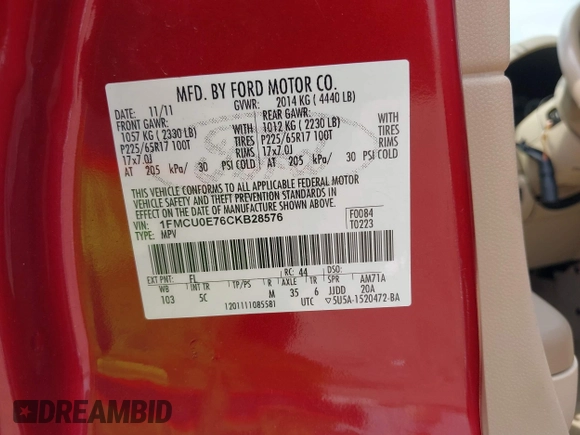 MFD. BY FORD MOTOR CO.
DATE: 11/11 GVWR: 2014 KG ( 4440 LB)
FRONT GAWR: REAR GAWR:
1057 KG ( 2330 LB) WITH 1012 KG ( 2230 LB) WITH
P225/65R17 100T TIRES P225/65R17 100T TIRES
17x7.0J RIMS 17x7.0J RIMS
AT 205 kPa/ 30 PSI COLD AT 205 kPa/ 30 PSI COLD
THIS VEHICLE CONFORMS TO ALL APPLICABLE FEDERAL MOTOR
VEHICLE SAFETY AND THEFT PREVENTION STANDARDS IN
EFFECT ON THE DATE OF MANUFACTURE SHOWN ABOVE.
VIN: 1FMCU0E76CKB28576 F0084
TYPE: MPV T0223
EXT PNT: FL RC: 44 DSO:
WB INT TR TP/PS R AXLE TR SPR AM71A
103 5C M 35 6 JJDD 20A
1201111085581 UTC ▽5U5A-1520472-BA
Ford
DREAMBID